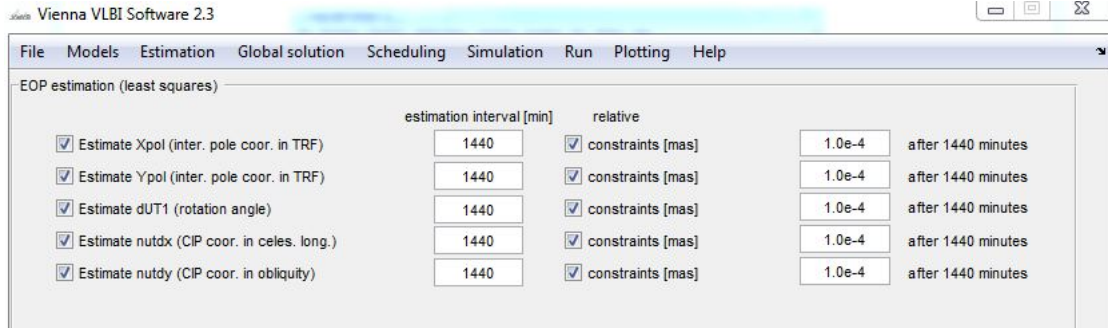 Vienna VLBI Software 2.3
File Models Estimation Global solution Scheduling Simulation Run Plotting Help
EOP estimation (least squares)
estimation interval [min] relative
Estimate Xpol (inter. pole coor. in TRF) 1440 constraints [mas] 1.0e-4 after 1440 minutes
Estimate Ypol (inter. pole coor. in TRF) 1440 constraints [mas] 1.0e-4 after 1440 minutes
Estimate dUT1 (rotation angle) 1440 constraints [mas] 1.0e-4 after 1440 minutes
Estimate nutdx (CIP coor. in celes. long.) 1440 constraints [mas] 1.0e-4 after 1440 minutes
Estimate nutdy (CIP coor. in obliquity) 1440 constraints [mas] 1.0e-4 after 1440 minutes